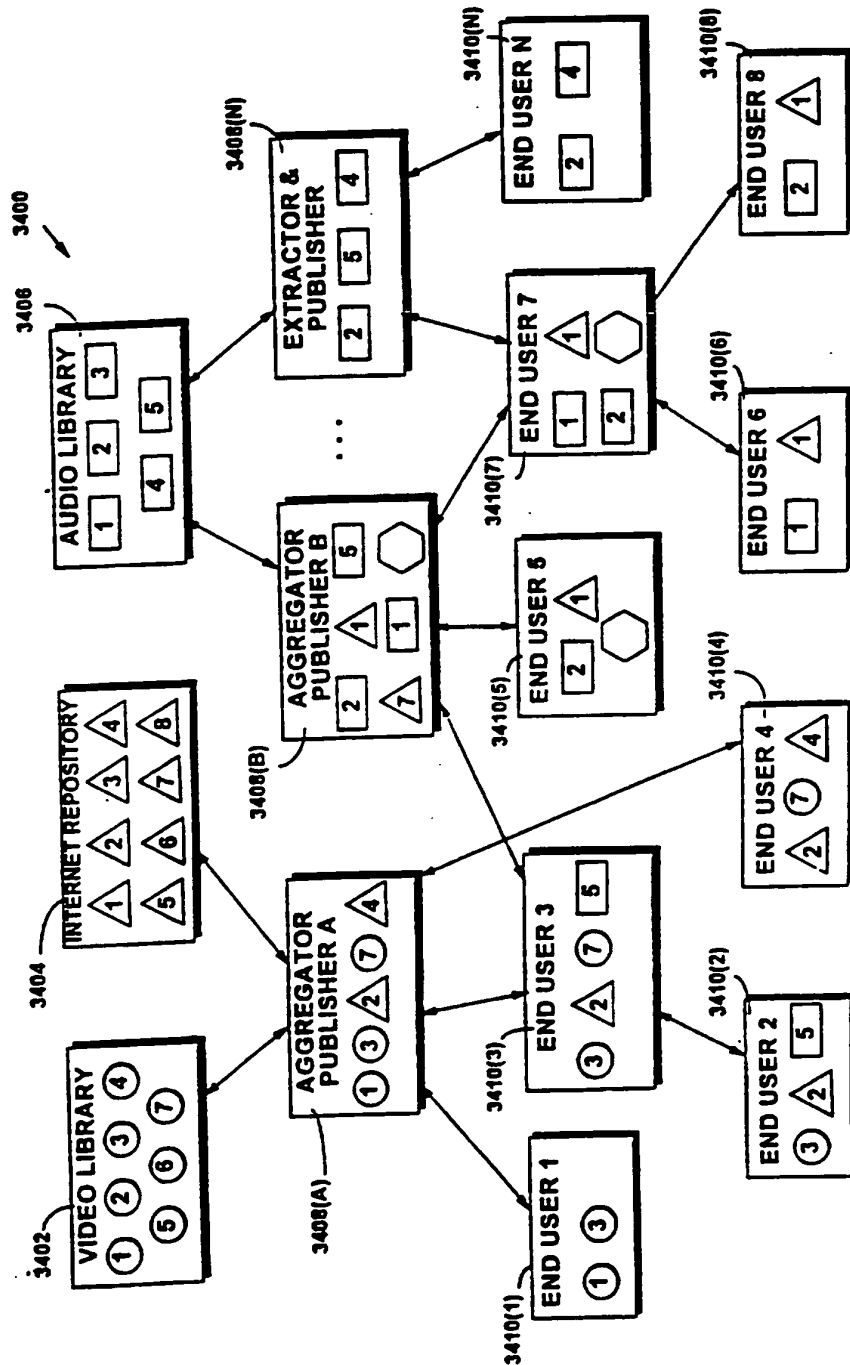 3400
3402
VIDEO LIBRARY
1 2 3 4
5 6 7
3404
INTERNET REPOSITORY
1 2 3 4
5 6 7 8
3406
AUDIO LIBRARY
1 2 3
4 5
3408(A)
AGGREGATOR
PUBLISHER A
1 3 2 7 4
3408(B)
AGGREGATOR
PUBLISHER B
2 1 5
7 1
...
3408(N)
EXTRACTOR &
PUBLISHER
2 5 4
3410(1)
END USER 1
1 3
3410(3)
END USER 3
3 2 7 5
3410(5)
END USER 5
2 1
3410(7)
END USER 7
1 1
2
3410(N)
END USER N
2 4
3410(2)
END USER 2
3 2 5
3410(4)
END USER 4
2 7 4
3410(6)
END USER 6
1 1
3410(8)
END USER 8
2 1